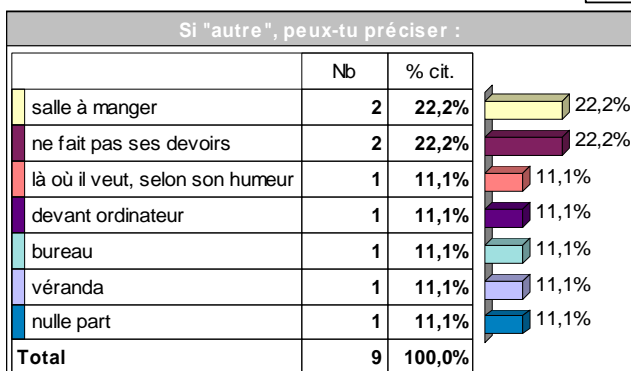 Si "autre", peux-tu préciser :
Nb % cit.
salle à manger 2 22,2% 22,2%
ne fait pas ses devoirs 2 22,2% 22,2%
là où il veut, selon son humeur 1 11,1% 11,1%
devant ordinateur 1 11,1% 11,1%
bureau 1 11,1% 11,1%
véranda 1 11,1% 11,1%
nulle part 1 11,1% 11,1%
Total 9 100,0%